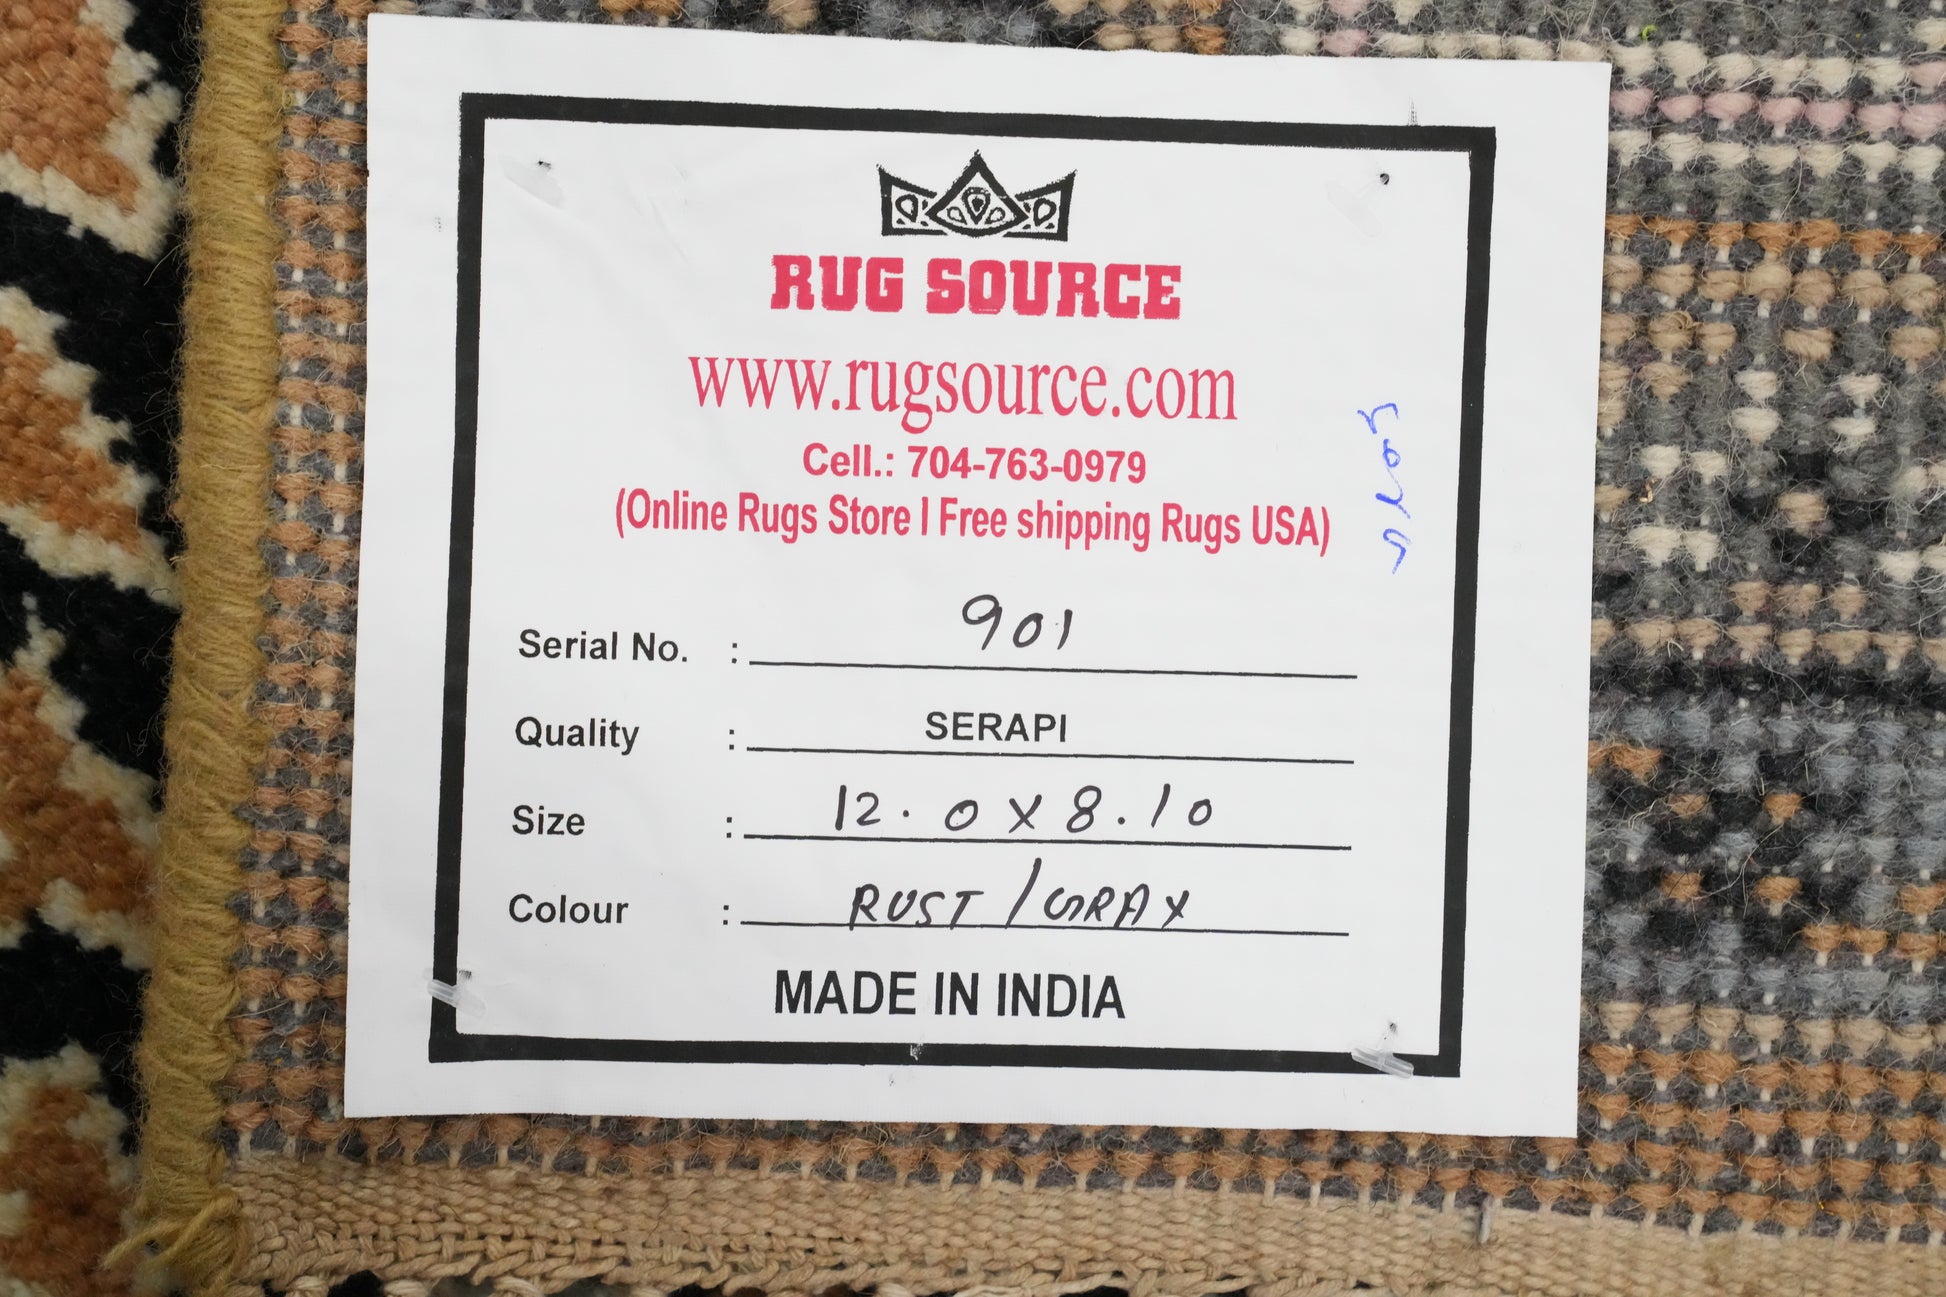 RUG SOURCE
www.rugsource.com
Cell.: 704-763-0979
(Online Rugs Store I Free shipping Rugs USA)
Serial No. : 901
Quality : SERAPI
Size : 12.0 X 8.10
Colour : RUST / GRAY
MADE IN INDIA